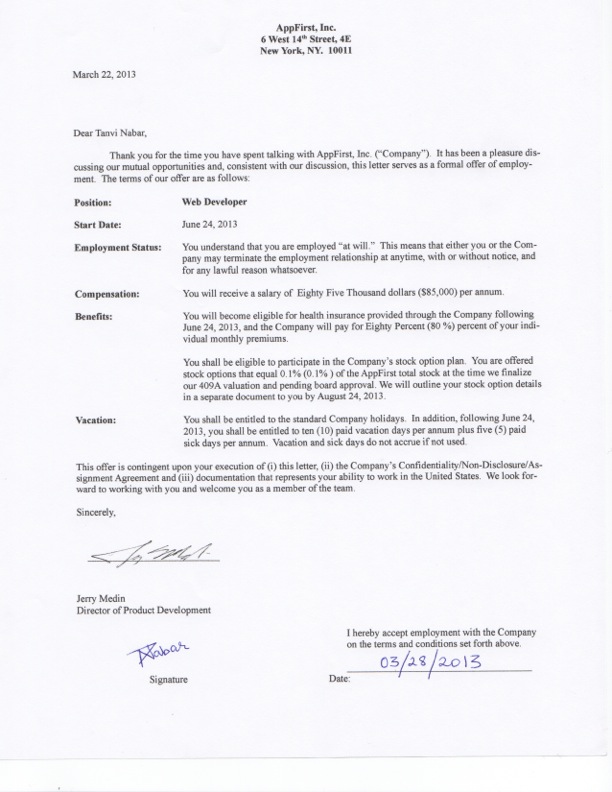 AppFirst, Inc.
6 West 14th Street, 4E
New York, NY. 10011
March 22, 2013
Dear Tanvi Nabar,
Thank you for the time you have spent talking with AppFirst, Inc. (“Company”). It has been a pleasure dis-
cussing our mutual opportunities and, consistent with our discussion, this letter serves as a formal offer of employ-
ment. The terms of our offer are as follows:
Position: Web Developer
Start Date: June 24, 2013
Employment Status: You understand that you are employed “at will.” This means that either you or the Com-
pany may terminate the employment relationship at anytime, with or without notice, and
for any lawful reason whatsoever.
Compensation: You will receive a salary of Eighty Five Thousand dollars ($85,000) per annum.
Benefits: You will become eligible for health insurance provided through the Company following
June 24, 2013, and the Company will pay for Eighty Percent (80 %) percent of your indi-
vidual monthly premiums.
You shall be eligible to participate in the Company’s stock option plan. You are offered
stock options that equal 0.1% (0.1% ) of the AppFirst total stock at the time we finalize
our 409A valuation and pending board approval. We will outline your stock option details
in a separate document to you by August 24, 2013.
Vacation: You shall be entitled to the standard Company holidays. In addition, following June 24,
2013, you shall be entitled to ten (10) paid vacation days per annum plus five (5) paid
sick days per annum. Vacation and sick days do not accrue if not used.
This offer is contingent upon your execution of (i) this letter, (ii) the Company’s Confidentiality/Non-Disclosure/As-
signment Agreement and (iii) documentation that represents your ability to work in the United States. We look for-
ward to working with you and welcome you as a member of the team.
Sincerely,
Jerry Medin
Director of Product Development
I hereby accept employment with the Company
on the terms and conditions set forth above.
TNabar
03/28/2013
Signature
Date: